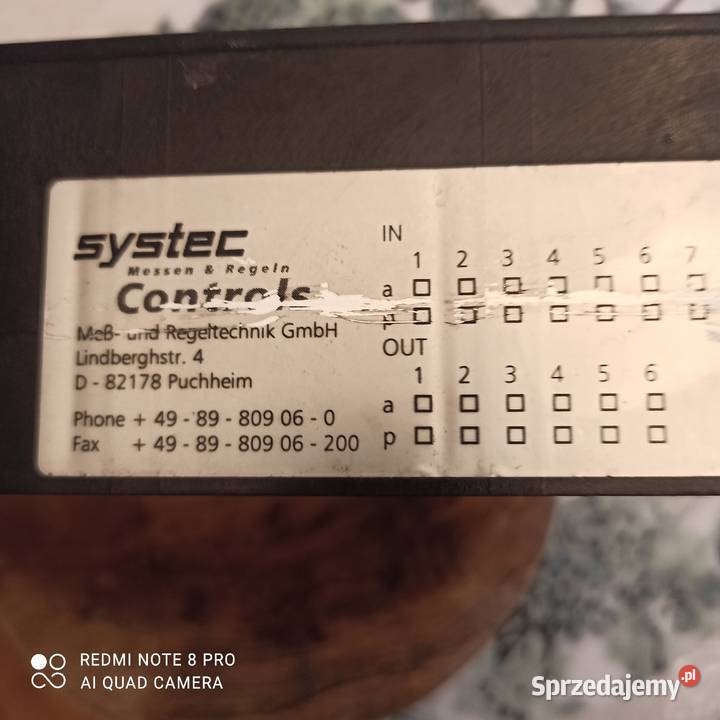 systec
Messen & Regeln
Controls
Meß- und Regeltechnik GmbH
Lindberghstr. 4
D - 82178 Puchheim
Phone + 49 - 89 - 809 06 - 0
Fax + 49 - 89 - 809 06 - 200
IN
1 2 3 4 5 6 7
a
p
OUT
1 2 3 4 5 6
a
p
REDMI NOTE 8 PRO
AI QUAD CAMERA
Sprzedajemy.pl